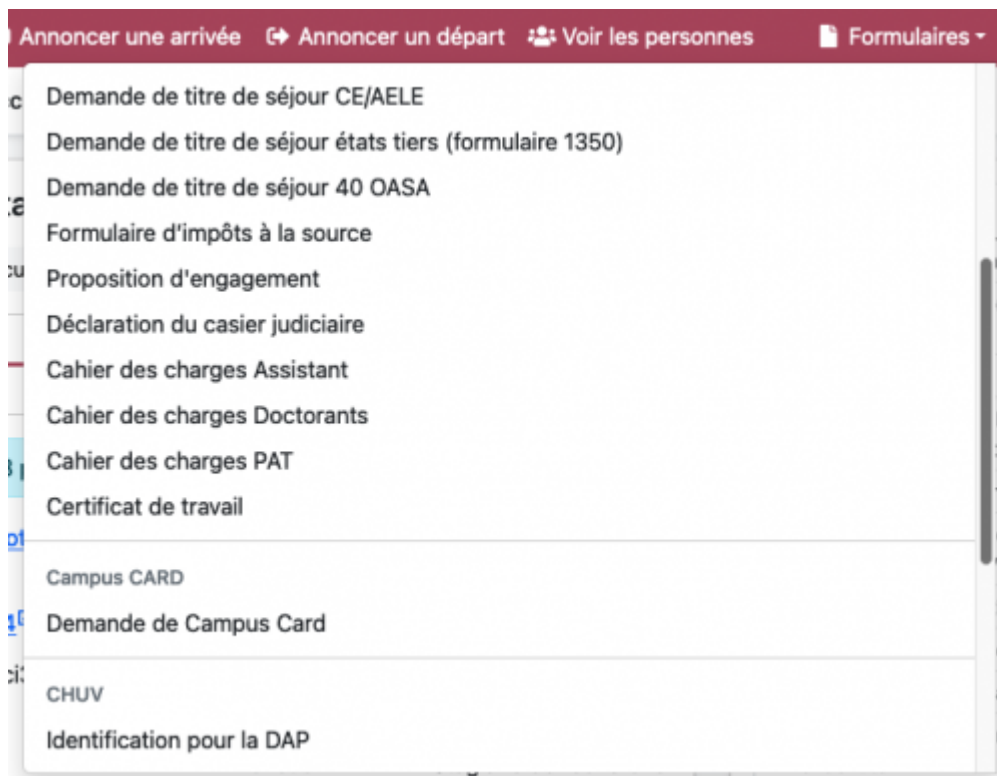 Annoncer une arrivée Annoncer un départ Voir les personnes Formulaires
Demande de titre de séjour CE/AELE
Demande de titre de séjour états tiers (formulaire 1350)
Demande de titre de séjour 40 OASA
Formulaire d'impôts à la source
Proposition d'engagement
Déclaration du casier judiciaire
Cahier des charges Assistant
Cahier des charges Doctorants
Cahier des charges PAT
Certificat de travail
Campus CARD
Demande de Campus Card
CHUV
Identification pour la DAP